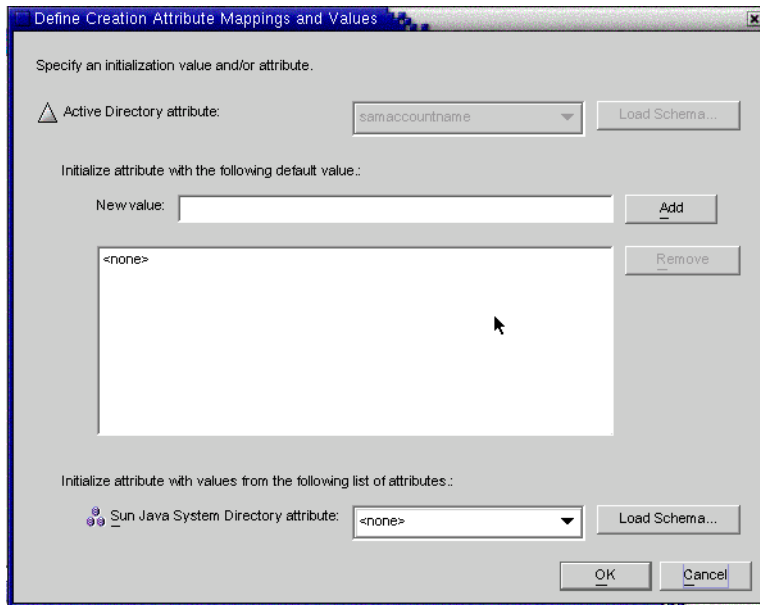 Define Creation Attribute Mappings and Values
Specify an initialization value and/or attribute.
Active Directory attribute:
samaccountname
Load Schema...
Initialize attribute with the following default value.:
New value:
Add
<none>
Remove
Initialize attribute with values from the following list of attributes.:
Sun Java System Directory attribute:
<none>
Load Schema...
OK
Cancel